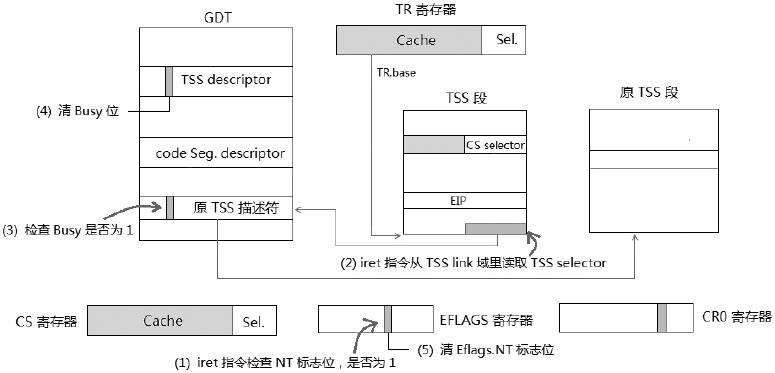 GDT
TR 寄存器
Cache
Sel.
TSS descriptor
TR.base
TSS 段
原 TSS 段
(4) 清 Busy 位
CS selector
code Seg. descriptor
EIP
原 TSS 描述符
(3) 检查 Busy 是否为 1
(2) iret 指令从 TSS link 域里读取 TSS selector
CS 寄存器
Cache
Sel.
EFLAGS 寄存器
CR0 寄存器
(1) iret 指令检查 NT 标志位，是否为 1
(5) 清 Eflags.NT 标志位